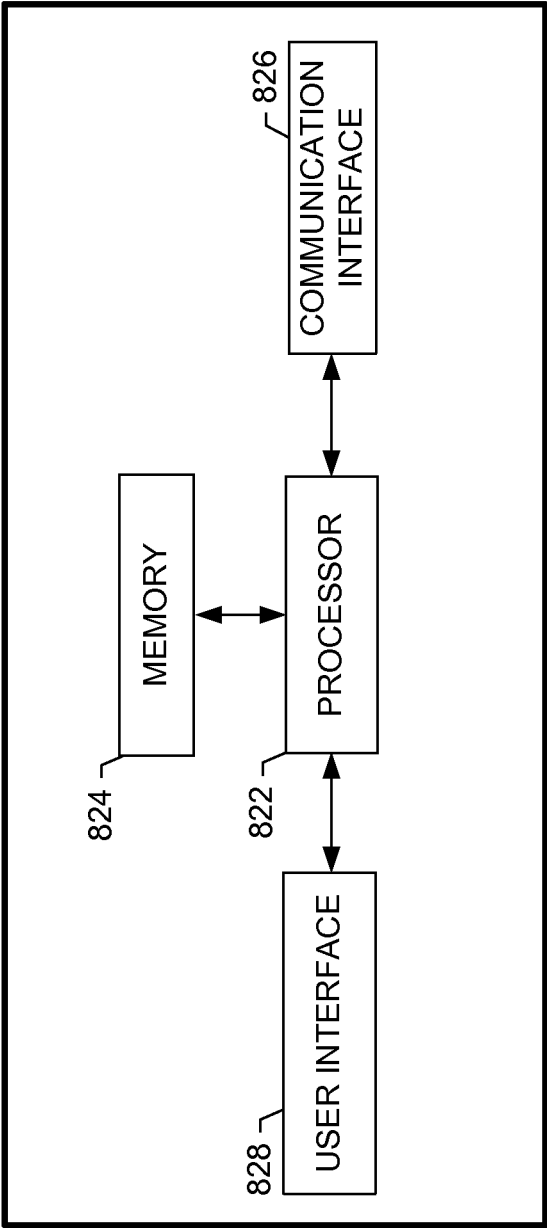 824
MEMORY
828
USER INTERFACE
822
PROCESSOR
826
COMMUNICATION
INTERFACE